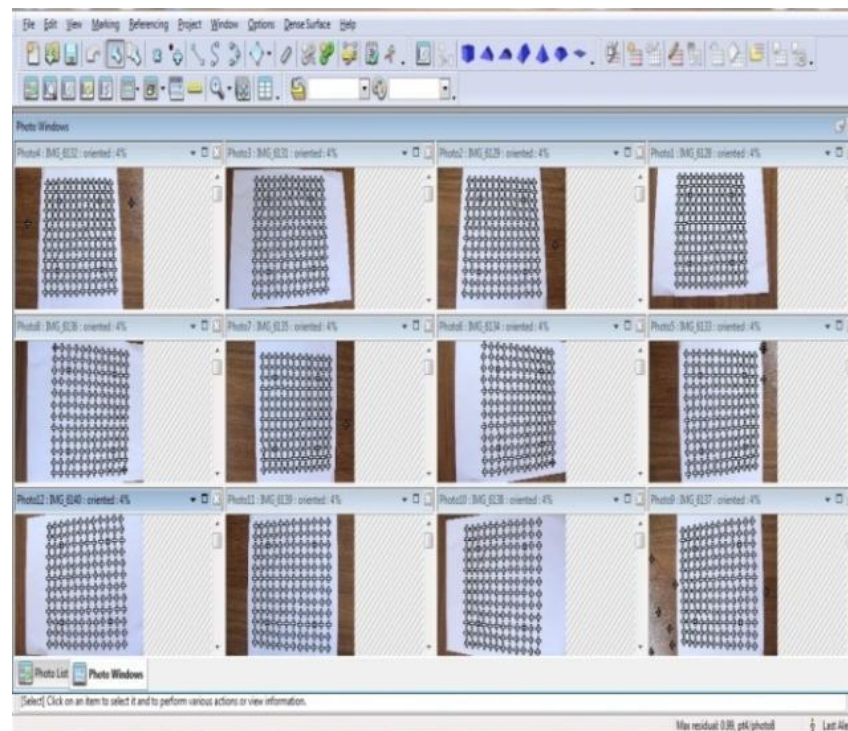 File Edit View Marking Referencing Project Window Options Dense Surface Help
Photo Windows
Photo4 : IMG_6132 : oriented : 4%
Photo3 : IMG_6131 : oriented : 4%
Photo2 : IMG_6129 : oriented : 4%
Photo1 : IMG_6128 : oriented : 4%
Photo8 : IMG_6136 : oriented : 4%
Photo7 : IMG_6135 : oriented : 4%
Photo6 : IMG_6134 : oriented : 4%
Photo5 : IMG_6133 : oriented : 4%
Photo12 : IMG_6140 : oriented : 4%
Photo11 : IMG_6139 : oriented : 4%
Photo10 : IMG_6138 : oriented : 4%
Photo9 : IMG_6137 : oriented : 4%
Photo List Photo Windows
[Select] Click on an item to select it and to perform various actions or view information.
Max residual: 0.99, pt4/photo8 Last Ale